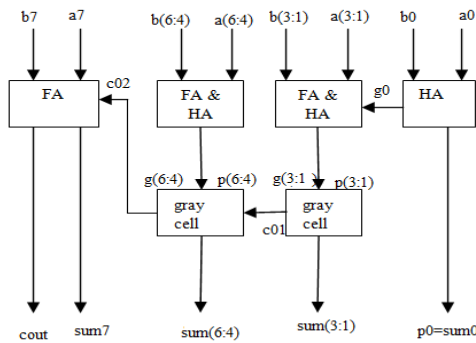 b7 a7 b(6:4) a(6:4) b(3:1) a(3:1) b0 a0
FA c02 FA & HA FA & HA g0 HA
g(6:4) p(6:4) g(3:1) p(3:1)
gray cell c01 gray cell
cout sum7 sum(6:4) sum(3:1) p0=sum0